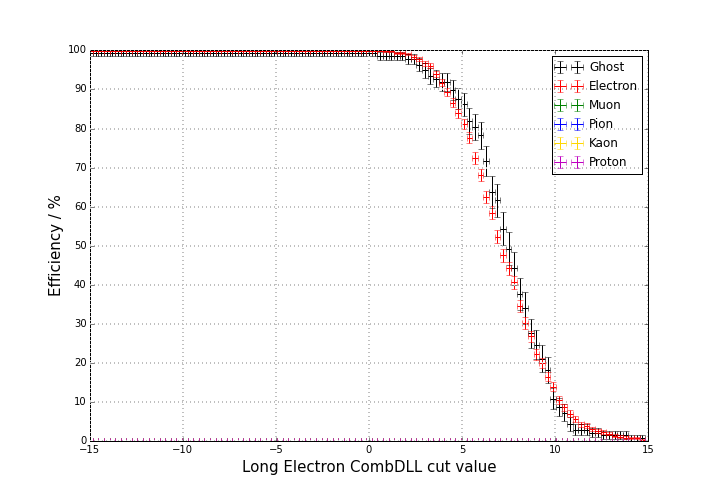 100
90
80
70
60
50
40
30
20
10
0
Efficiency / %
Ghost
Electron
Muon
Pion
Kaon
Proton
−15 −10 −5 0 5 10 15
Long Electron CombDLL cut value